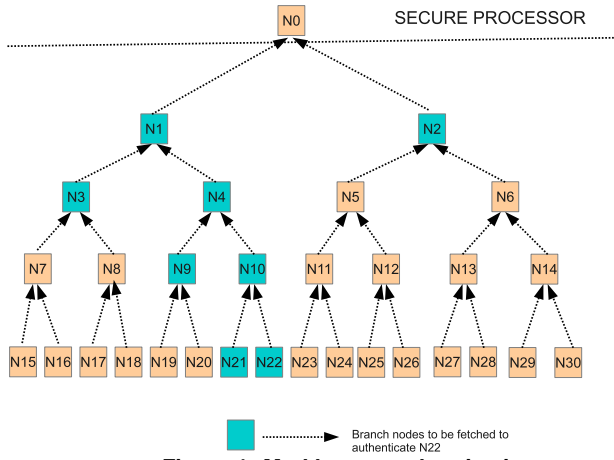 N0
SECURE PROCESSOR
N1
N2
N3
N4
N5
N6
N7
N8
N9
N10
N11
N12
N13
N14
N15
N16
N17
N18
N19
N20
N21
N22
N23
N24
N25
N26
N27
N28
N29
N30
Branch nodes to be fetched to
authenticate N22